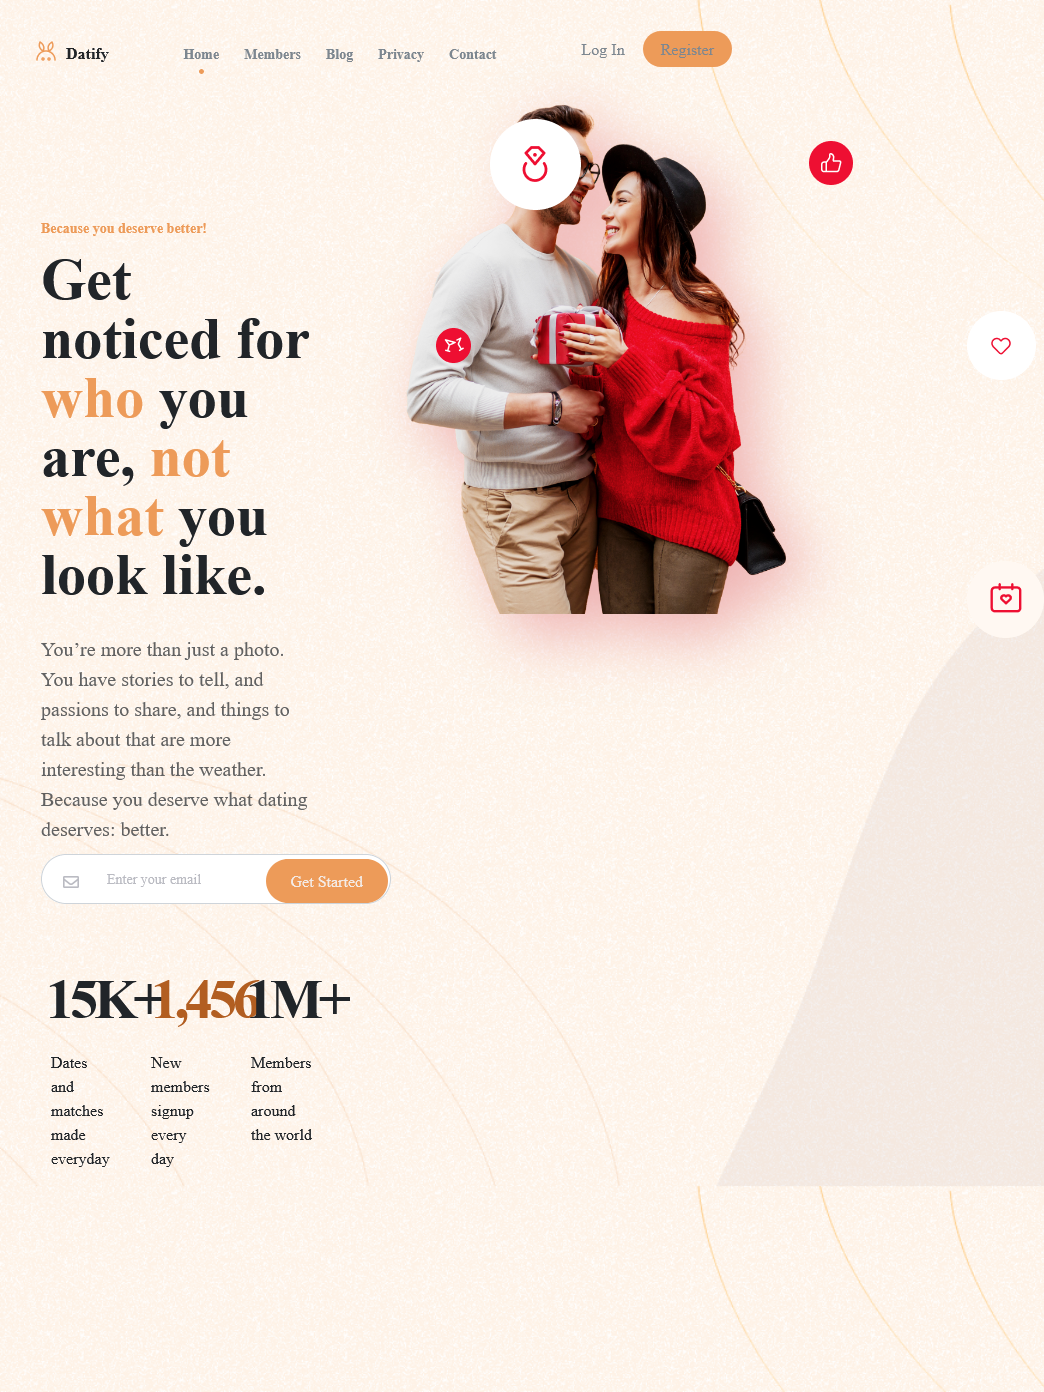 Datify
Home Members Blog Privacy Contact
Log In Register
Because you deserve better!
Get
noticed for
who you
are, not
what you
look like.
You’re more than just a photo.
You have stories to tell, and
passions to share, and things to
talk about that are more
interesting than the weather.
Because you deserve what dating
deserves: better.
Enter your email Get Started
15K+ 1,456 1M+
Dates
and
matches
made
everyday
New
members
signup
every
day
Members
from
around
the world